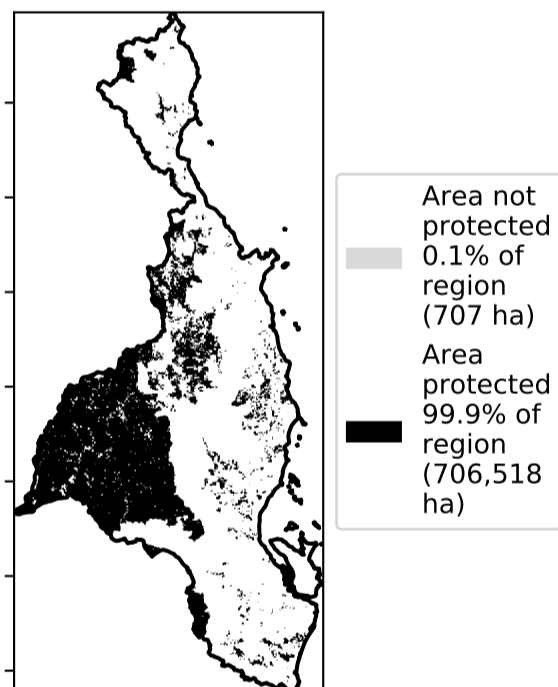 Area not
protected
0.1% of
region
(707 ha)
Area
protected
99.9% of
region
(706,518
ha)